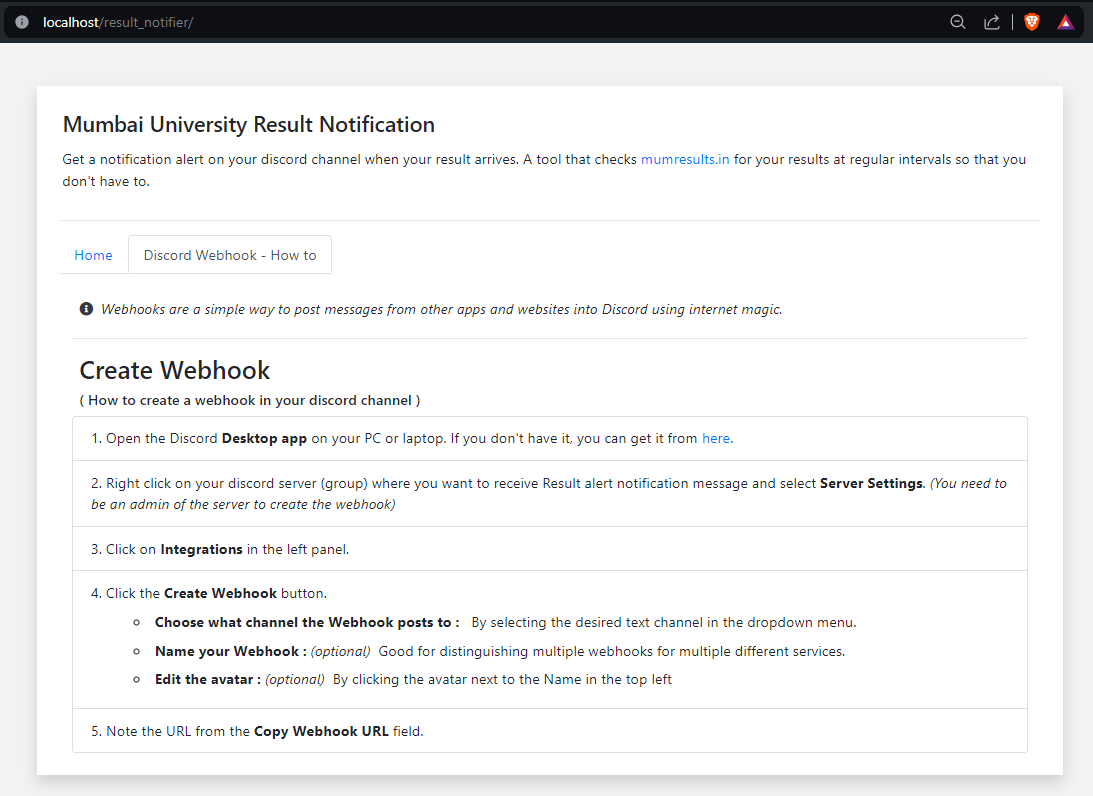 localhost/result_notifier/
Mumbai University Result Notification
Get a notification alert on your discord channel when your result arrives. A tool that checks mumresults.in for your results at regular intervals so that you
don't have to.
Home
Discord Webhook - How to
Webhooks are a simple way to post messages from other apps and websites into Discord using internet magic.
Create Webhook
( How to create a webhook in your discord channel )
1. Open the Discord Desktop app on your PC or laptop. If you don't have it, you can get it from here.
2. Right click on your discord server (group) where you want to receive Result alert notification message and select Server Settings. (You need to
be an admin of the server to create the webhook)
3. Click on Integrations in the left panel.
4. Click the Create Webhook button.
Choose what channel the Webhook posts to : By selecting the desired text channel in the dropdown menu.
Name your Webhook : (optional) Good for distinguishing multiple webhooks for multiple different services.
Edit the avatar : (optional) By clicking the avatar next to the Name in the top left
5. Note the URL from the Copy Webhook URL field.